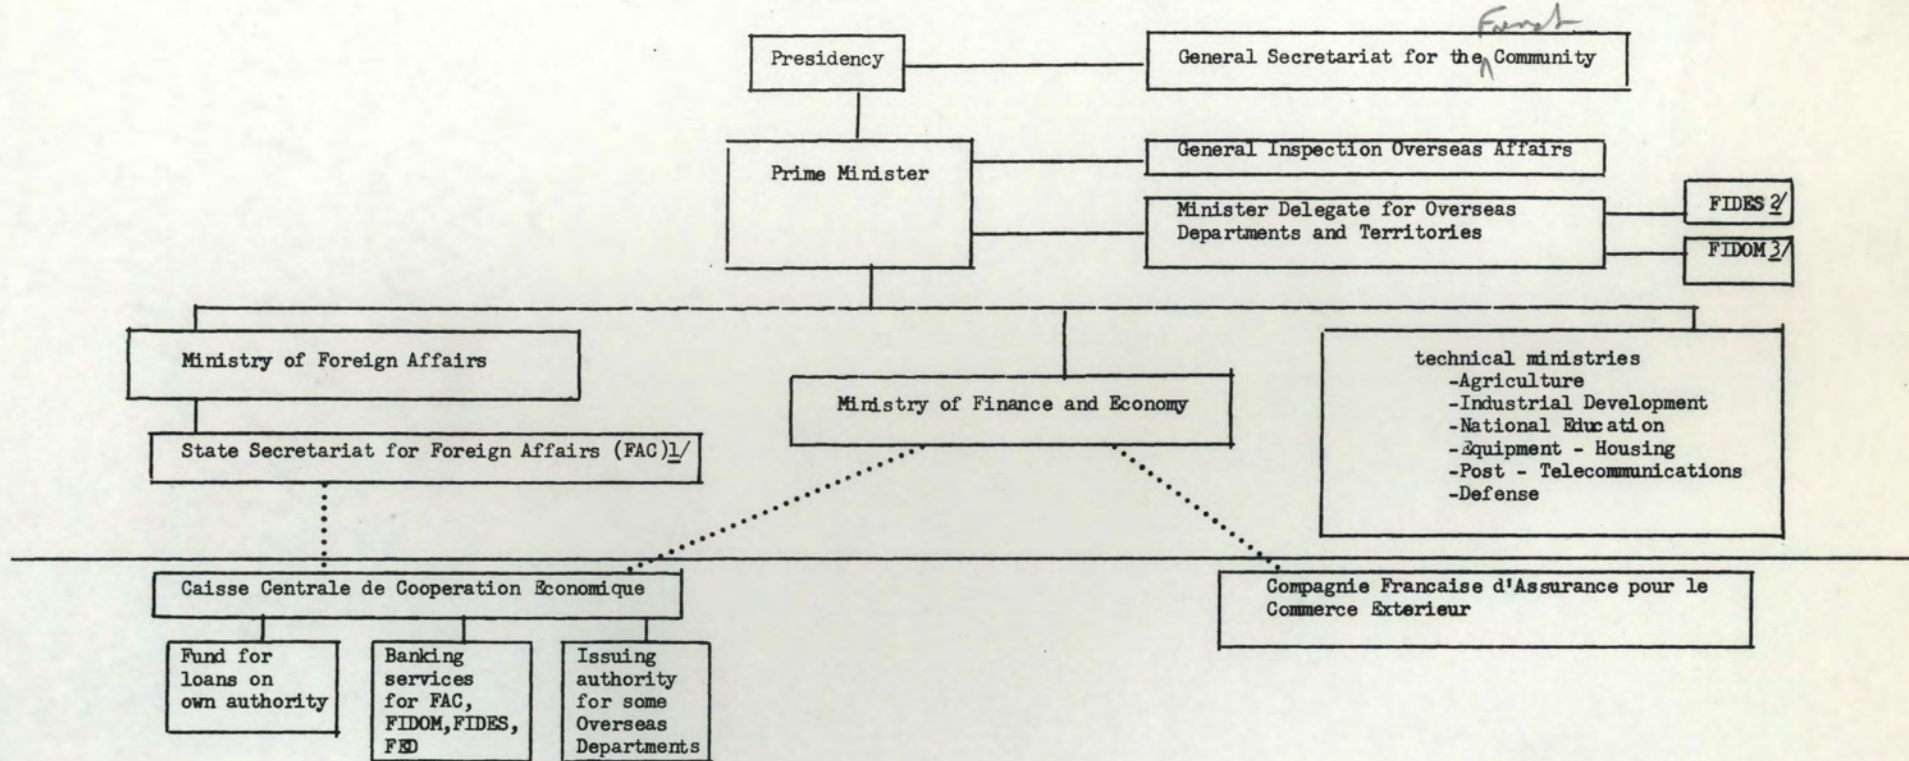 French
Presidency
General Secretariat for the Community
Prime Minister
General Inspection Overseas Affairs
Minister Delegate for Overseas
Departments and Territories
FIDES 2/
FIDOM 3/
Ministry of Foreign Affairs
State Secretariat for Foreign Affairs (FAC)1/
Ministry of Finance and Economy
technical ministries
-Agriculture
-Industrial Development
-National Education
-Equipment - Housing
-Post - Telecommunications
-Defense
Caisse Centrale de Cooperation Economique
Fund for
loans on
own authority
Banking
services
for FAC,
FIDOM,FIDES,
FED
Issuing
authority
for some
Overseas
Departments
Compagnie Francaise d'Assurance pour le
Commerce Exterieur